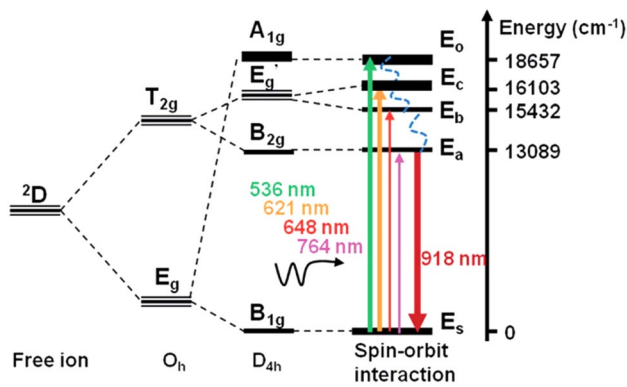 A1g
Eg
T2g
B2g
2D
Eg
B1g
536 nm
621 nm
648 nm
764 nm
918 nm
Eo
Ec
Eb
Ea
Es
Energy (cm-1)
18657
16103
15432
13089
0
Free ion
Oh
D4h
Spin-orbit
interaction